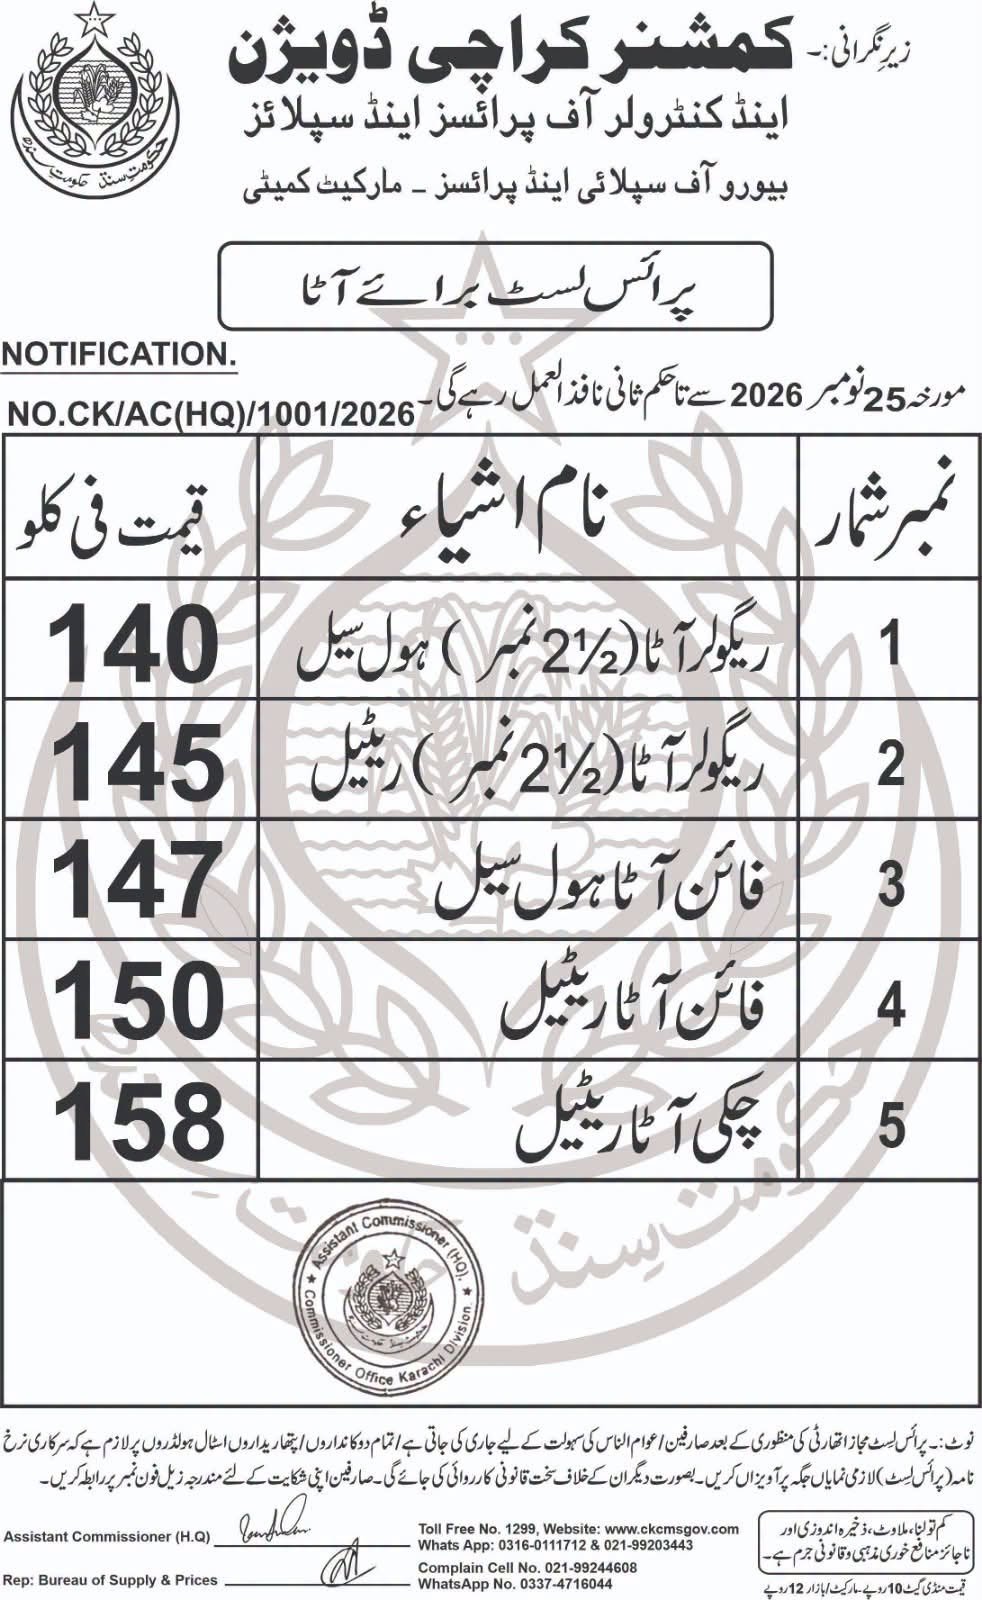 حکومتِ سندھ
زیرِ نگرانی:۔ کمشنر کراچی ڈویژن
اینڈ کنٹرولر آف پرائسز اینڈ سپلائز
بیورو آف سپلائی اینڈ پرائسز ۔ مارکیٹ کمیٹی
پرائس لسٹ برائے آٹا
NOTIFICATION.
مورخہ 25 نومبر 2026 سے تا حکم ثانی نافذ العمل رہے گی۔
NO.CK/AC(HQ)/1001/2026
نمبر شمار نام اشیاء قیمت فی کلو
1 ریگولر آٹا (2½ نمبر) ہول سیل 140
2 ریگولر آٹا (2½ نمبر) ریٹیل 145
3 فائن آٹا ہول سیل 147
4 فائن آٹا ریٹیل 150
5 چکی آٹا ریٹیل 158
Assistant Commissioner (HQ).
Commissioner Office Karachi Division.
نوٹ:۔ پرائس لسٹ مجاز اتھارٹی کی منظوری کے بعد صارفین/عوام الناس کی سہولت کے لیے جاری کی جاتی ہے/تمام دوکانداروں/پتھاریداروں اسٹال ہولڈروں پر لازم ہے کہ سرکاری نرخ
نامہ (پرائس لسٹ) لازمی نمایاں جگہ پر آویزاں کریں۔ بصورت دیگر ان کے خلاف سخت قانونی کارروائی کی جائے گی۔ صارفین اپنی شکایت کے لئے مندرجہ زیل فون نمبر پر رابطہ کریں۔
Assistant Commissioner (H.Q)
Rep: Bureau of Supply & Prices
Toll Free No. 1299, Website: www.ckcmsgov.com
Whats App: 0316-0111712 & 021-99203443
Complain Cell No. 021-99244608
WhatsApp No. 0337-4716044
کم تولنا، ملاوٹ، ذخیرہ اندوزی اور
ناجائز منافع خوری مذہبی و قانونی جرم ہے۔
قیمت منڈی گیٹ 10 روپے۔ مارکیٹ/بازار 12 روپے